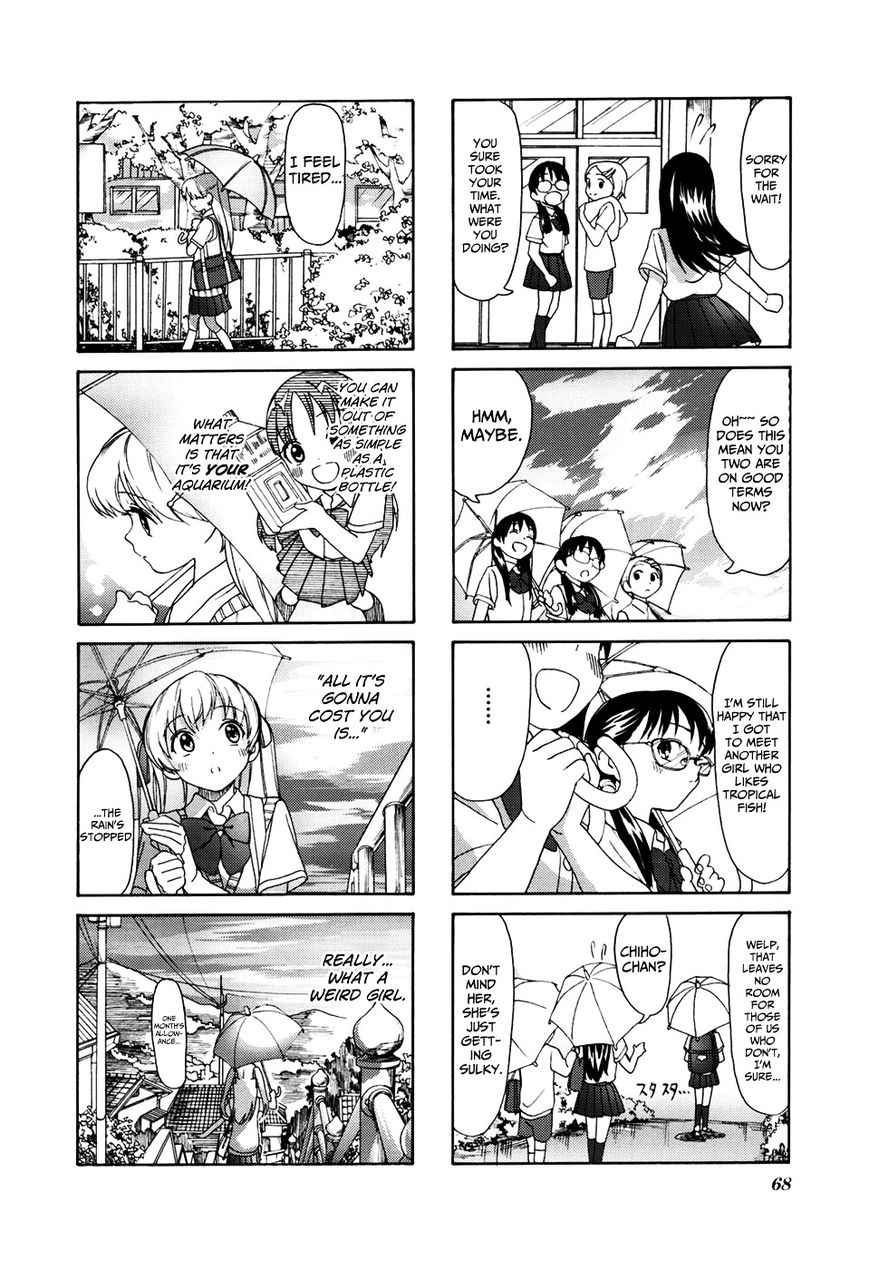 SORRY
FOR
THE
WAIT!
YOU
SURE
TOOK
YOUR
TIME.
WHAT
WERE
YOU
DOING?
OH~~ SO
DOES THIS
MEAN YOU
TWO ARE
ON GOOD
TERMS
NOW?
HMM,
MAYBE.
I'M STILL
HAPPY THAT
I GOT
TO MEET
ANOTHER
GIRL WHO
LIKES
TROPICAL
FISH!
......
WELP,
THAT
LEAVES
NO
ROOM
FOR
THOSE
OF US
WHO
DON'T,
I'M
SURE...
CHIHO-
CHAN?
スタスタ...
DON'T
MIND
HER,
SHE'S
JUST
GETT-
ING
SULKY.
I FEEL
TIRED...
YOU CAN
MAKE IT
OUT OF
SOMETHING
AS SIMPLE
AS A
PLASTIC
BOTTLE!
WHAT
MATTERS
IS THAT
IT'S YOUR
AQUARIUM!
"ALL IT'S
GONNA
COST YOU
IS..."
...THE
RAIN'S
STOPPED.
REALLY...
WHAT A
WEIRD GIRL.
ONE
MONTH'S
ALLOW-
ANCE...
68